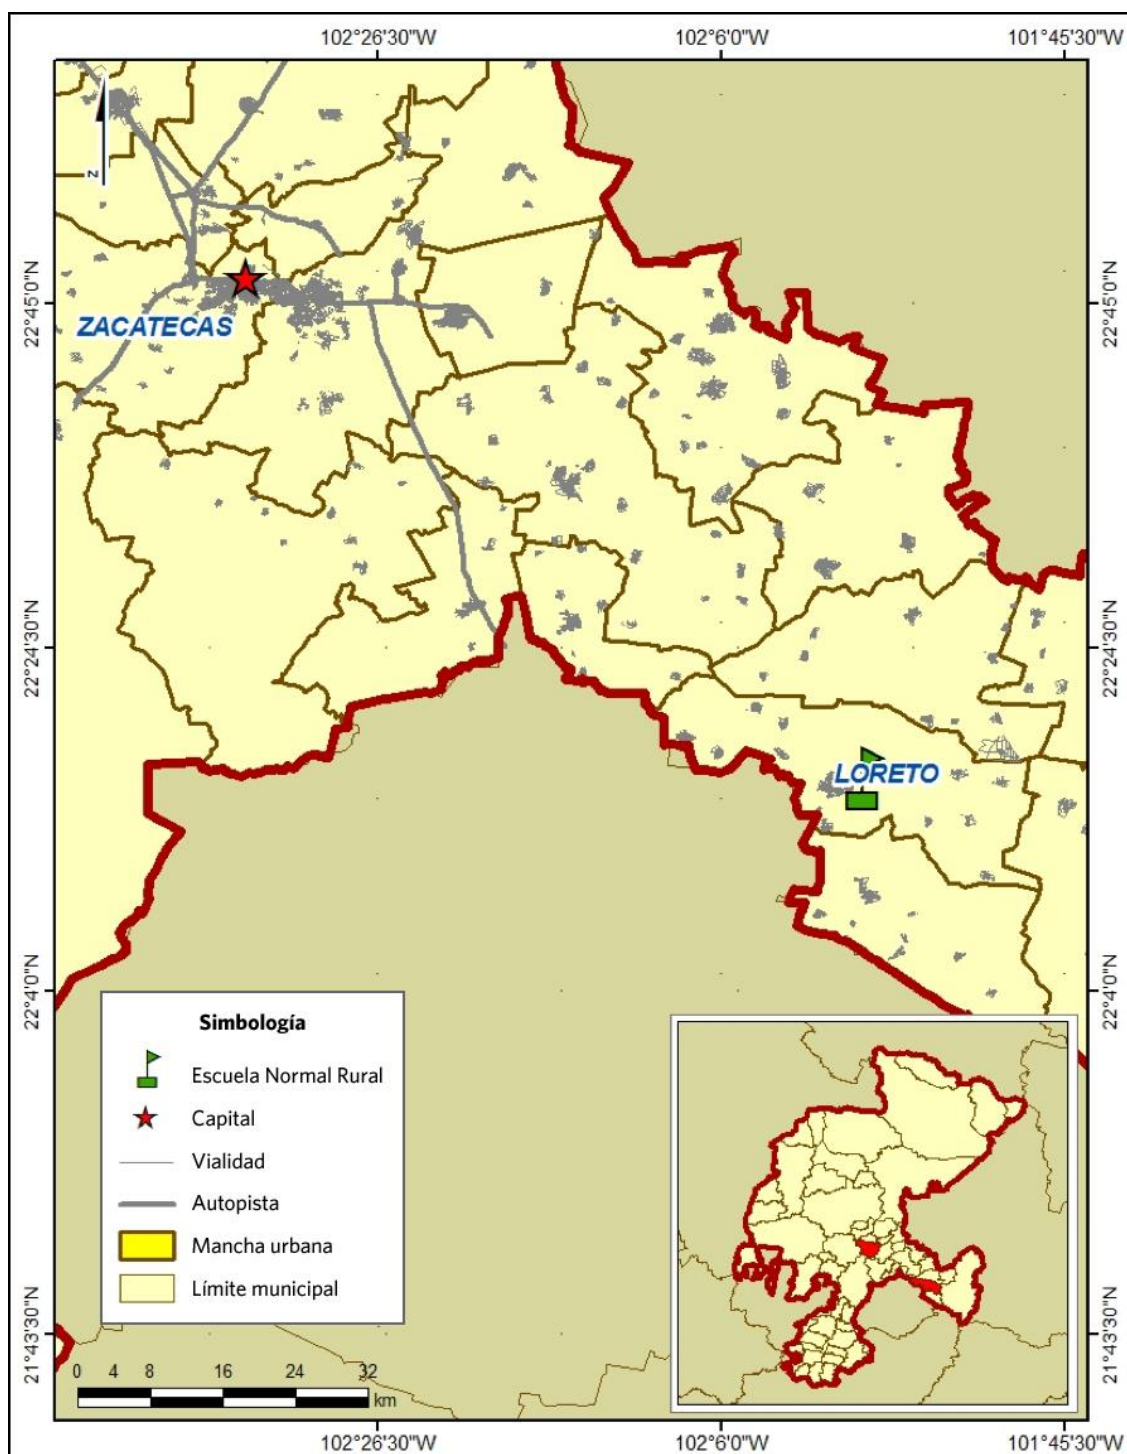 102°26'30"W 102°6'0"W 101°45'30"W
N
22°45'0"N 22°45'0"N
ZACATECAS
22°24'30"N 22°24'30"N
LORETO
22°4'0"N 22°4'0"N
Simbología
Escuela Normal Rural
Capital
Vialidad
Autopista
Mancha urbana
Límite municipal
21°43'30"N 21°43'30"N
0 4 8 16 24 32
km
102°26'30"W 102°6'0"W 101°45'30"W